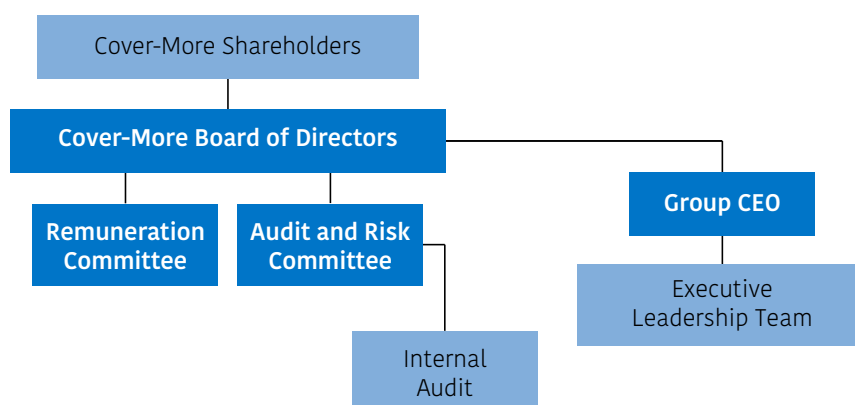 Cover-More Shareholders
Cover-More Board of Directors
Group CEO
Remuneration
Committee
Audit and Risk
Committee
Executive
Leadership Team
Internal
Audit